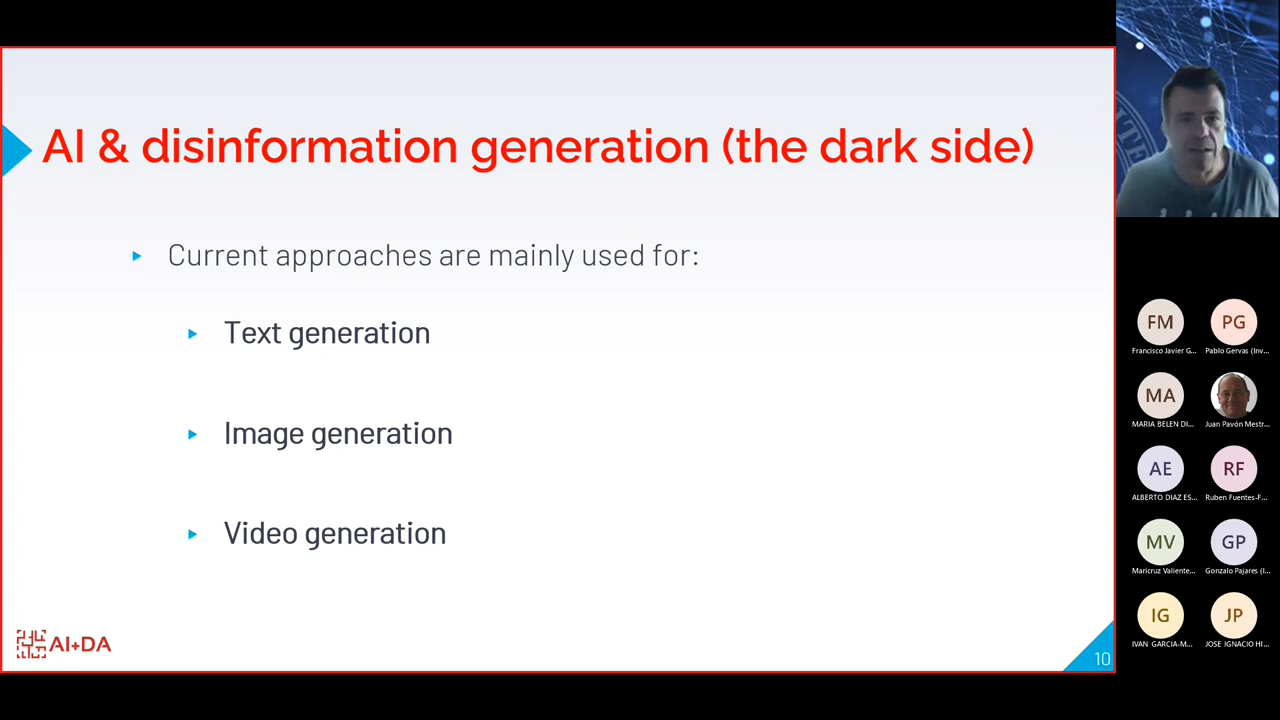 AI & disinformation generation (the dark side)
Current approaches are mainly used for:
Text generation
Image generation
Video generation
AI+DA
10
FM
PG
Francisco Javier G...
Pablo Gervas (Inv...
MA
MARIA BELEN DI...
Juan Pavón Mestr...
AE
RF
ALBERTO DIAZ ES...
Ruben Fuentes-F...
MV
GP
Maricruz Valiente...
Gonzalo Pajares (I...
IG
JP
IVAN GARCIA-M...
JOSE IGNACIO HI...